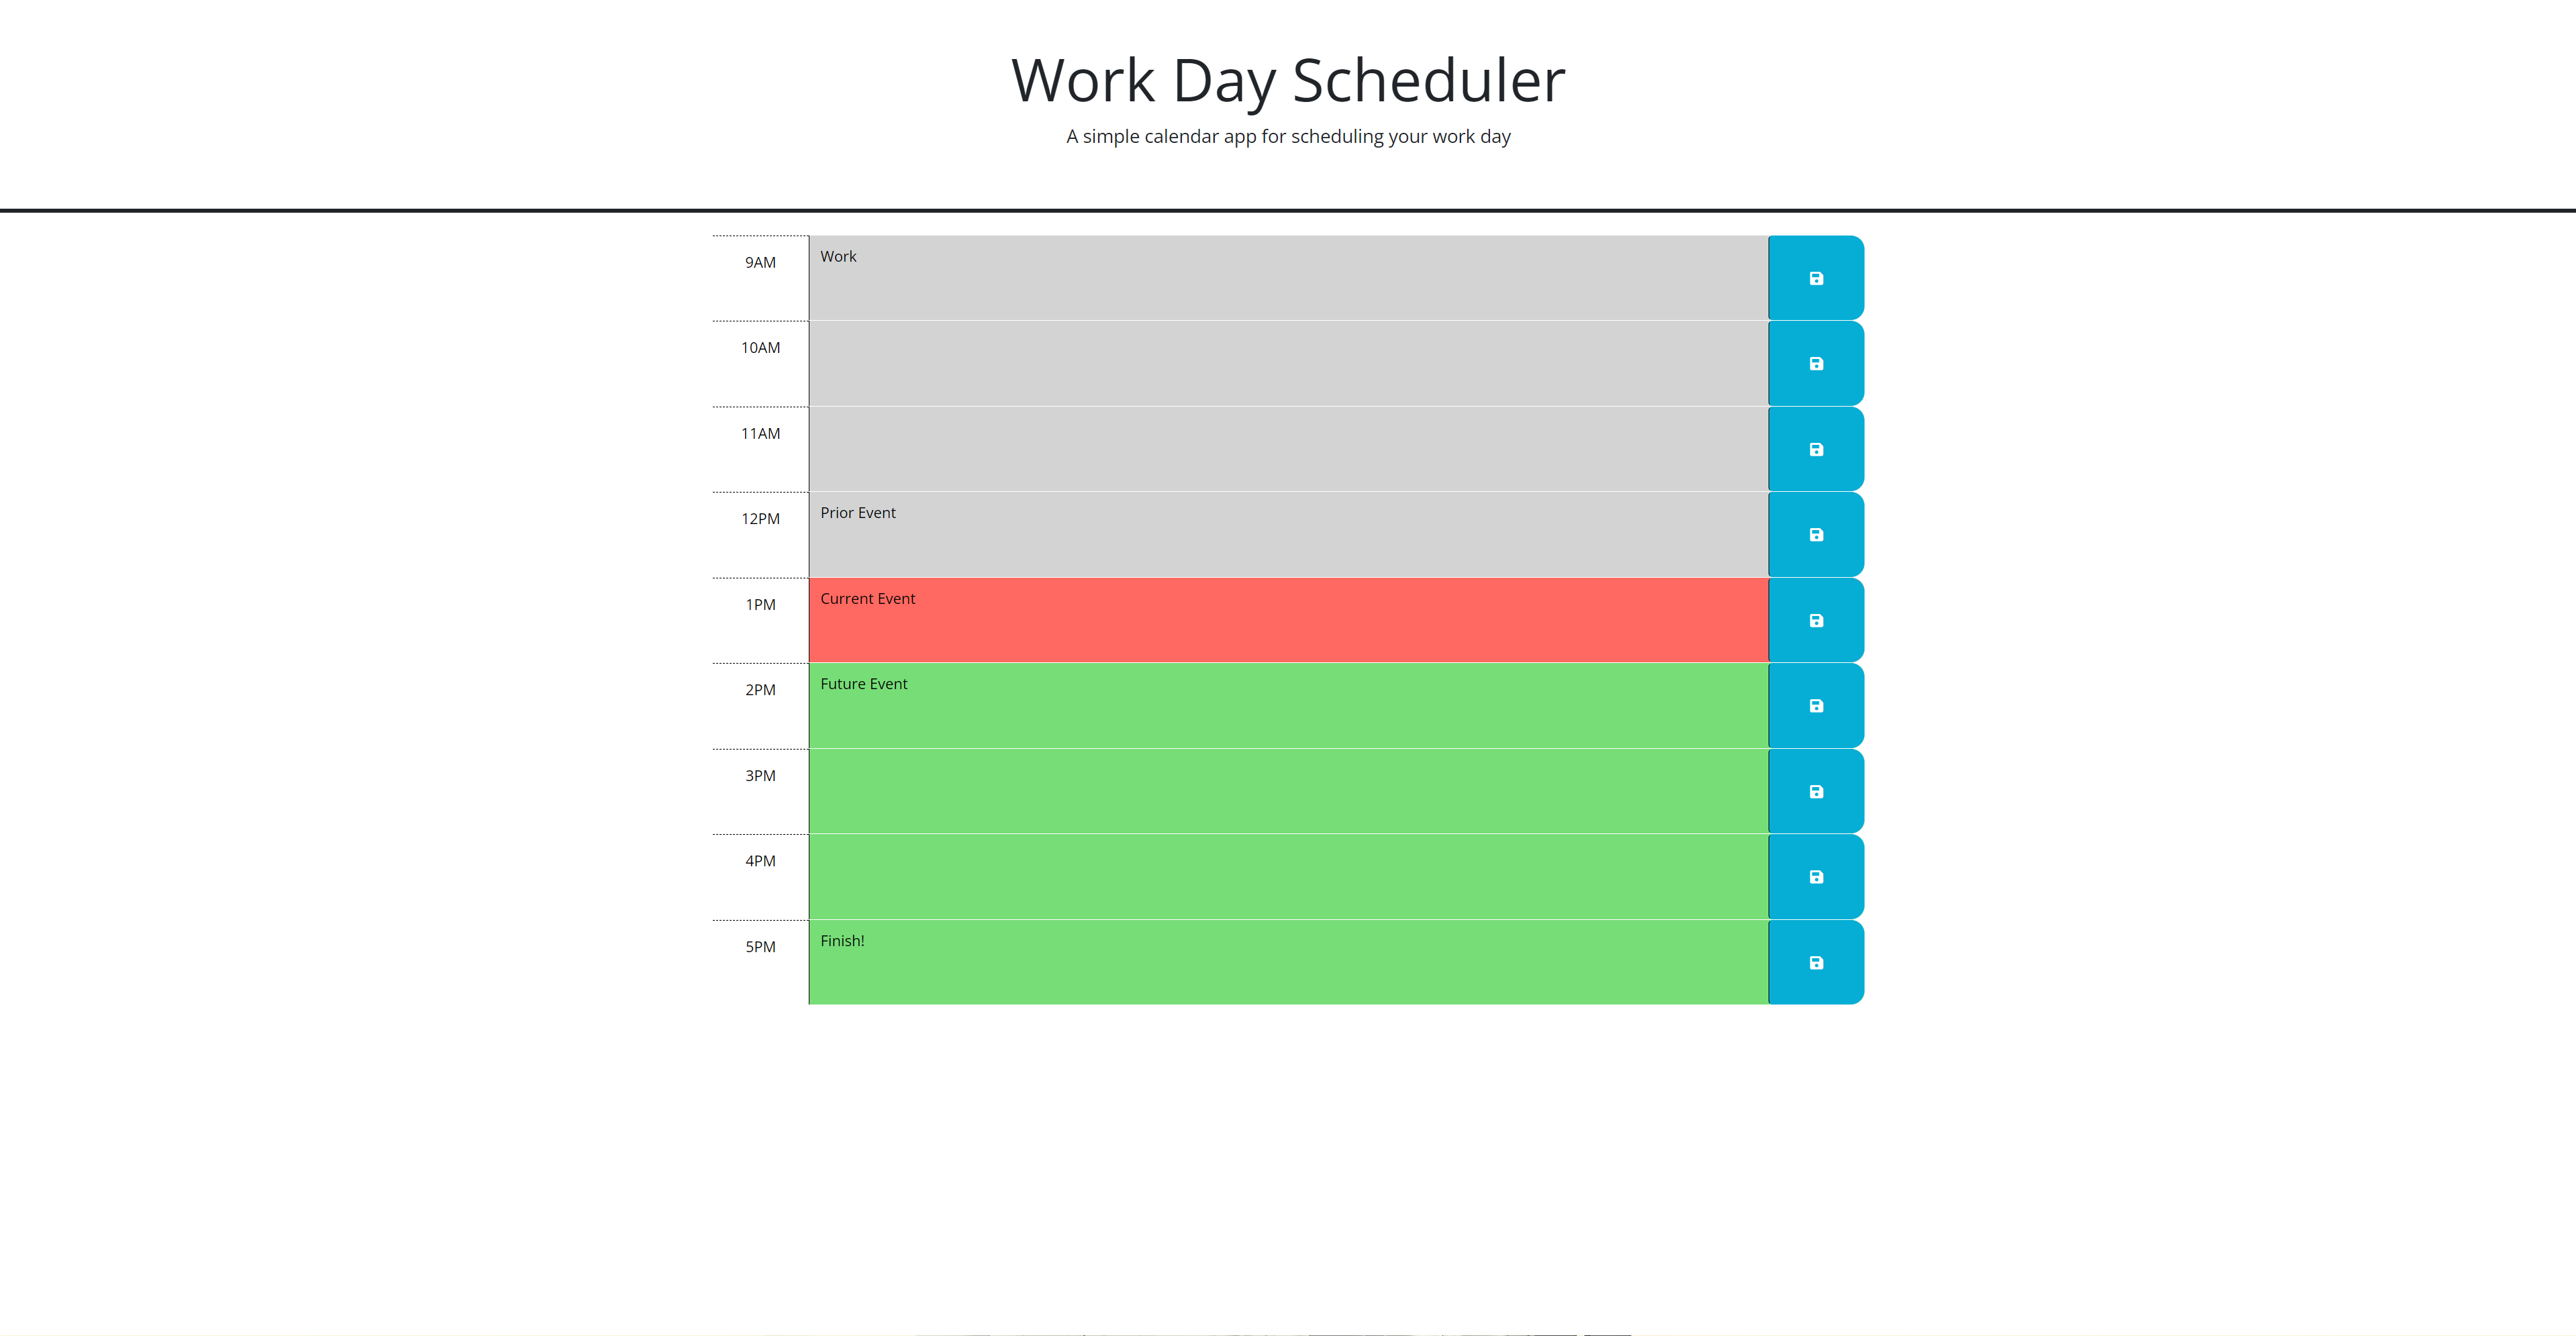 Work Day Scheduler
A simple calendar app for scheduling your work day
9AM
Work
10AM
11AM
12PM
Prior Event
1PM
Current Event
2PM
Future Event
3PM
4PM
5PM
Finish!